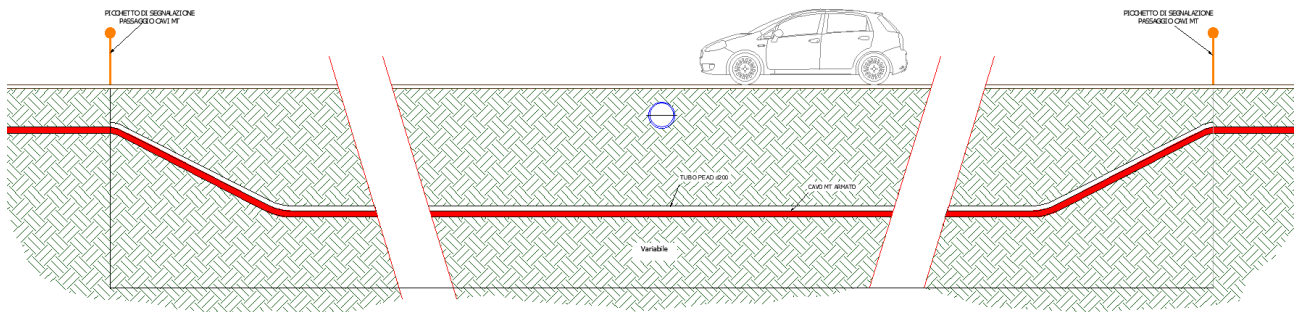 PICCHETTO DI SEGNALAZIONE
PASSAGGIO CAVI MT
PICCHETTO DI SEGNALAZIONE
PASSAGGIO CAVI MT
TUBO PEAD d200
CAVO MT ARMATO
Variabile